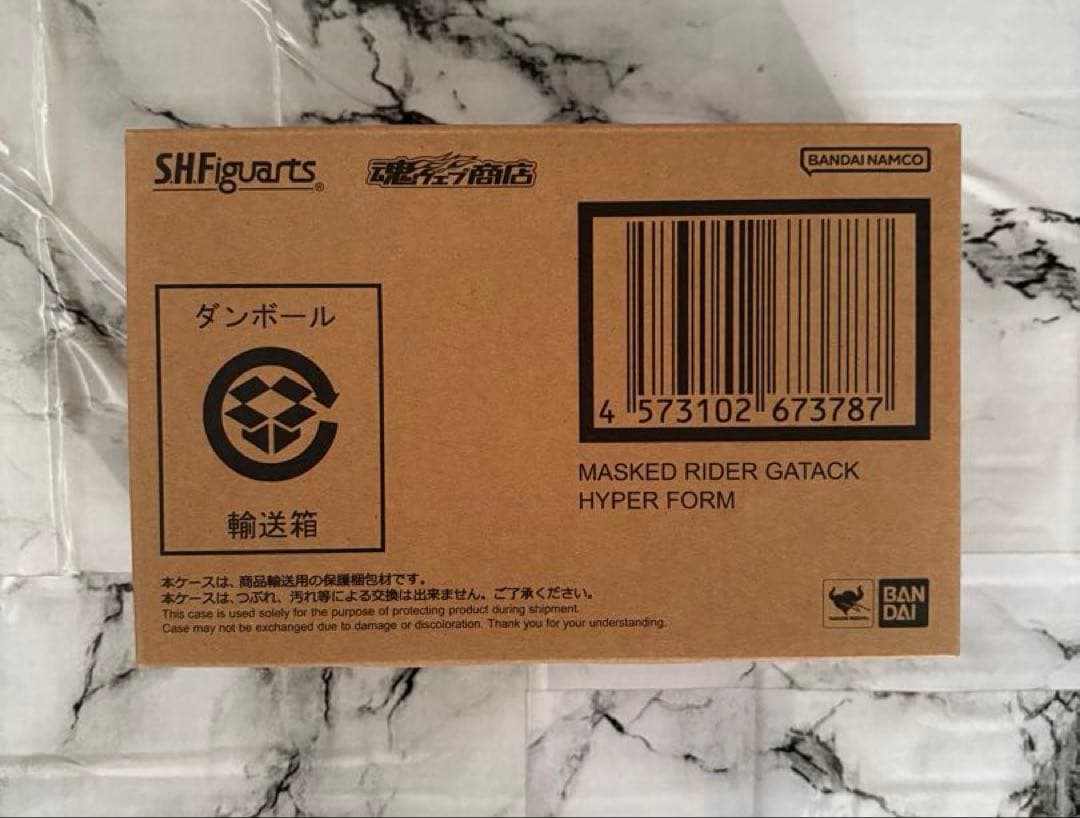 S.H.Figuarts®
魂ウェブ商店
BANDAI NAMCO
ダンボール
輸送箱
4 573102 673787
MASKED RIDER GATACK
HYPER FORM
本ケースは、商品輸送用の保護梱包材です。
本ケースは、つぶれ、汚れ等による交換は出来ません。ご了承ください。
This case is used solely for the purpose of protecting product during shipment.
Case may not be exchanged due to damage or discoloration. Thank you for your understanding.
BAN
DAI